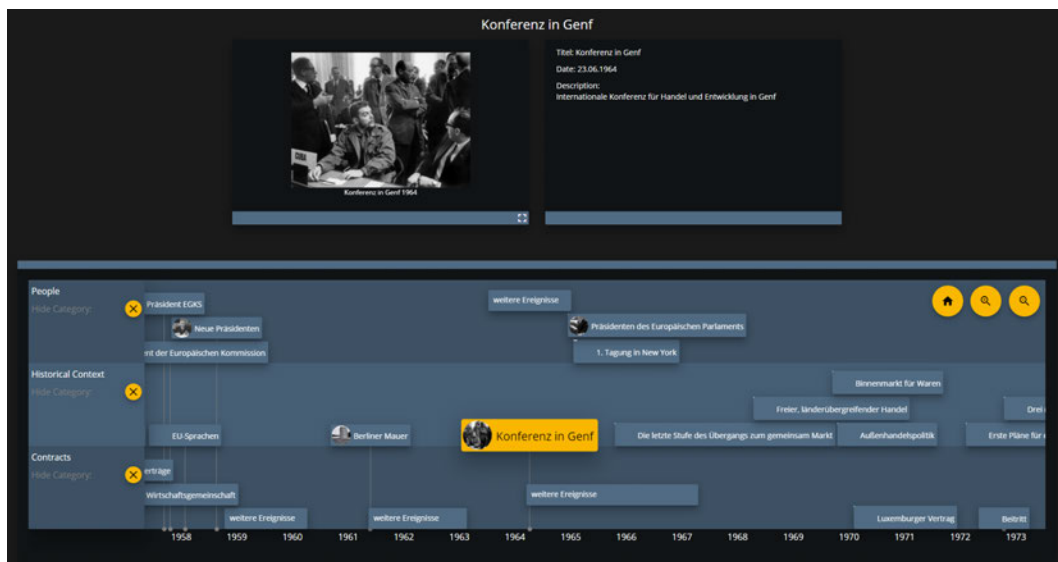 Konferenz in Genf
CUBA
Konferenz in Genf 1964
Titel: Konferenz in Genf
Date: 23.06.1964
Description:
Internationale Konferenz für Handel und Entwicklung in Genf
People
Hide Category:
Präsident EGKS
Neue Präsidenten
ent der Europäischen Kommission
weitere Ereignisse
Präsidenten des Europäischen Parlaments
1. Tagung in New York
Historical Context
Hide Category:
EU-Sprachen
Berliner Mauer
Konferenz in Genf
Binnenmarkt für Waren
Freier, länderübergreifender Handel
Drei
Die letzte Stufe des Übergangs zum gemeinsam Markt
Außenhandelspolitik
Erste Pläne für
Contracts
Hide Category:
erträge
Wirtschaftsgemeinschaft
weitere Ereignisse
weitere Ereignisse
weitere Ereignisse
Luxemburger Vertrag
Beitritt
1958 1959 1960 1961 1962 1963 1964 1965 1966 1967 1968 1969 1970 1971 1972 1973